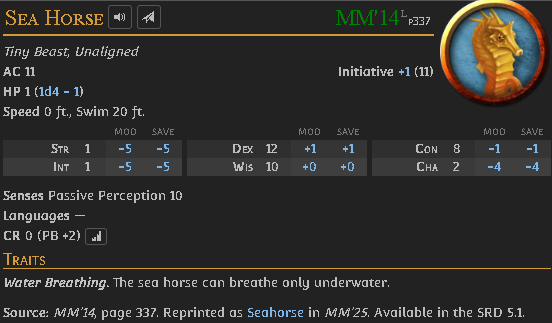 SEA HORSE MM'14 L P337
Tiny Beast, Unaligned
AC 11 Initiative +1 (11)
HP 1 (1d4 − 1)
Speed 0 ft., Swim 20 ft.
MOD SAVE MOD SAVE MOD SAVE
STR 1 -5 -5 DEX 12 +1 +1 CON 8 -1 -1
INT 1 -5 -5 WIS 10 +0 +0 CHA 2 -4 -4
Senses Passive Perception 10
Languages —
CR 0 (PB +2)
TRAITS
Water Breathing. The sea horse can breathe only underwater.
Source: MM'14, page 337. Reprinted as Seahorse in MM'25. Available in the SRD 5.1.